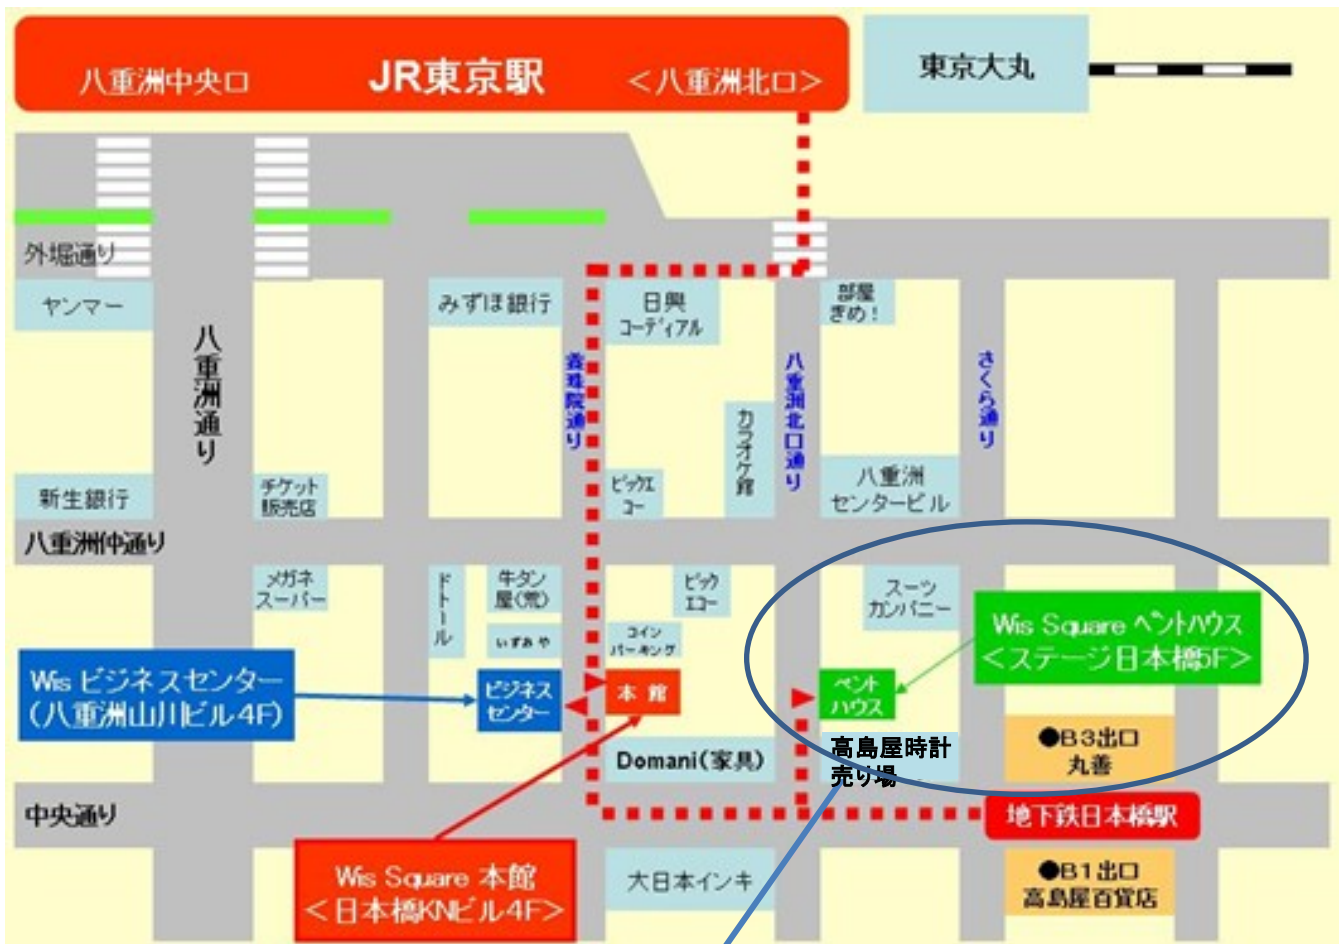 八重洲中央口
JR東京駅
<八重洲北口>
東京大丸
外堀通り
ヤンマー
みずほ銀行
日興
コーディアル
部屋
ぎめ！
八重洲通り
養珠院通り
八重洲北口通り
さくら通り
カラオケ館
新生銀行
チケット
販売店
ビックエ
コー
八重洲
センタービル
八重洲仲通り
メガネ
スーパー
ドトール
牛タン
屋(荒)
いずみや
コイン
パーキング
ビック
エコー
スーツ
カンパニー
Wis Square ペントハウス
<ステージ日本橋5F>
Wis ビジネスセンター
(八重洲山川ビル4F)
ビジネス
センター
本館
ペント
ハウス
Domani(家具)
高島屋時計
売り場
●B3出口
丸善
中央通り
地下鉄日本橋駅
Wis Square 本館
<日本橋KNビル4F>
大日本インキ
●B1出口
高島屋百貨店